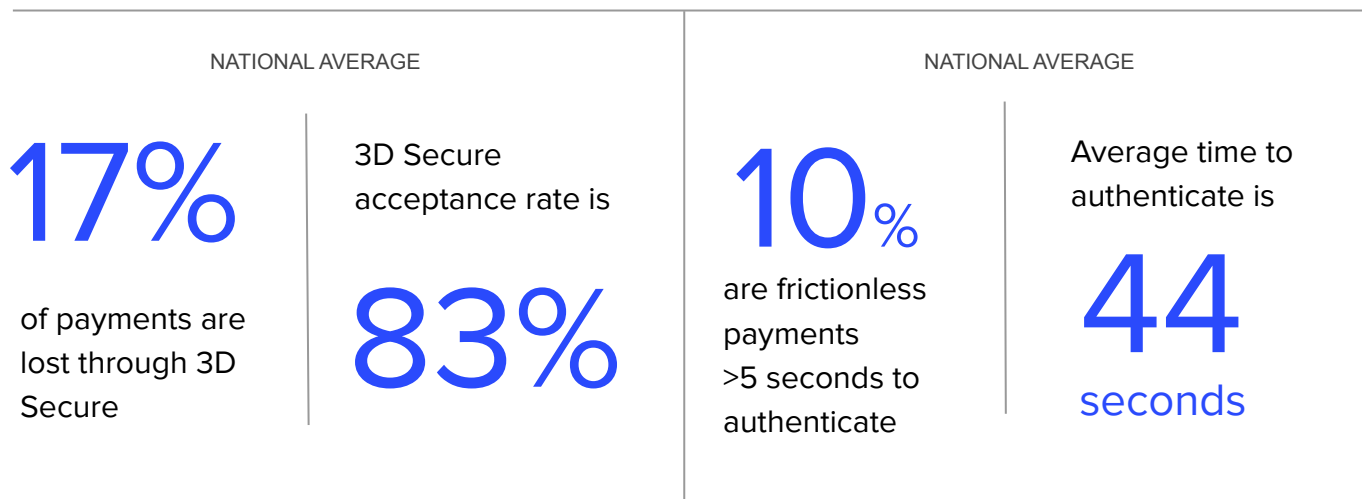 NATIONAL AVERAGE
17%
of payments are
lost through 3D
Secure
3D Secure
acceptance rate is
83%
NATIONAL AVERAGE
10%
are frictionless
payments
>5 seconds to
authenticate
Average time to
authenticate is
44
seconds